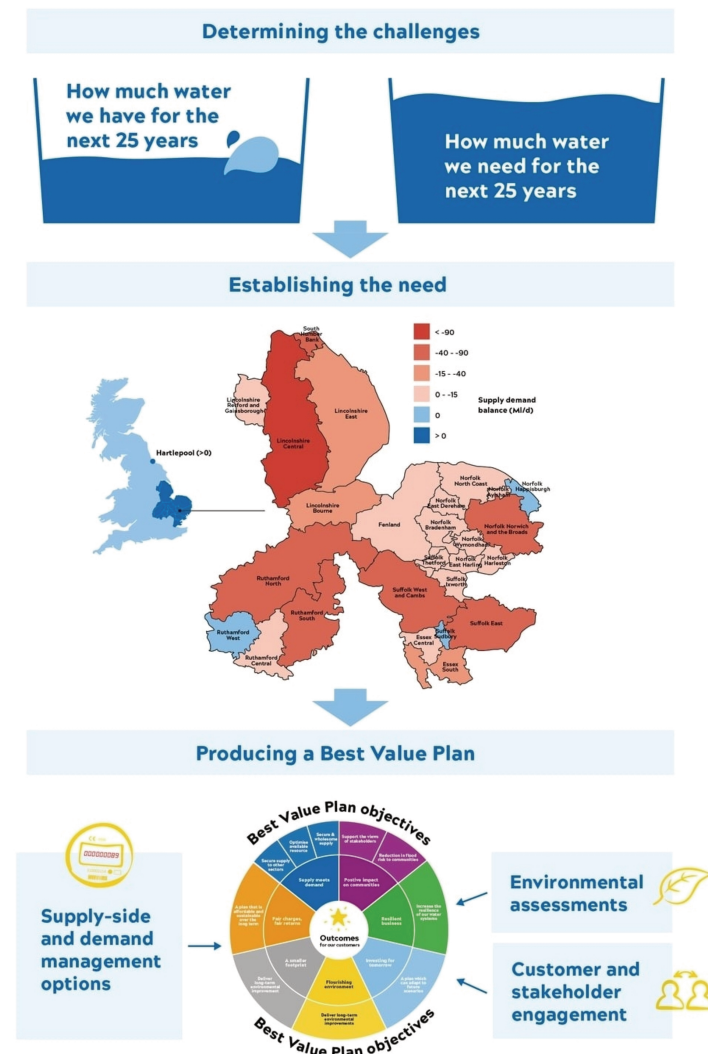 Determining the challenges
How much water
we have for the
next 25 years
How much water
we need for the
next 25 years
Establishing the need
< -90
-40 - -90
-15 - -40
0 - -15
0
> 0
Supply demand
balance (Ml/d)
Hartlepool (>0)
South
Humber
Bank
Lincolnshire
Retford and
Gainsborough
Lincolnshire
East
Lincolnshire
Central
Lincolnshire
Bourne
Fenland
Norfolk
North Coast
Norfolk
Happisburgh
Norfolk
Aylsham
Norfolk
East Dereham
Norfolk
Bradenham
Norfolk
Wymondham
Norfolk Norwich
and the Broads
Suffolk
Thetford
Norfolk
East Harling
Norfolk
Harleston
Suffolk
Ixworth
Ruthamford
North
Ruthamford
South
Ruthamford
West
Ruthamford
Central
Suffolk West
and Cambs
Suffolk East
Suffolk
Sudbury
Essex
Central
Essex
South
Producing a Best Value Plan
Supply-side
and demand
management
options
000000089
Best Value Plan objectives
Secure supply
to other
sectors
Optimise
available
resource
Secure &
wholesome
supply
Support the views
of stakeholders
Reduction in flood
risk to communities
Supply meets
demand
Positive impact
on communities
A plan that is
affordable and
sustainable
over the
long-term
Fair charges,
fair returns
Resilient
business
Increase the
resilience
of our water
systems
Outcomes
for our customers
A smaller
footprint
Investing for
tomorrow
Deliver
long-term
environmental
improvement
Flourishing
environment
A plan which
can adapt to
future
scenarios
Deliver long-term
environmental
improvements
Best Value Plan objectives
Environmental
assessments
Customer and
stakeholder
engagement